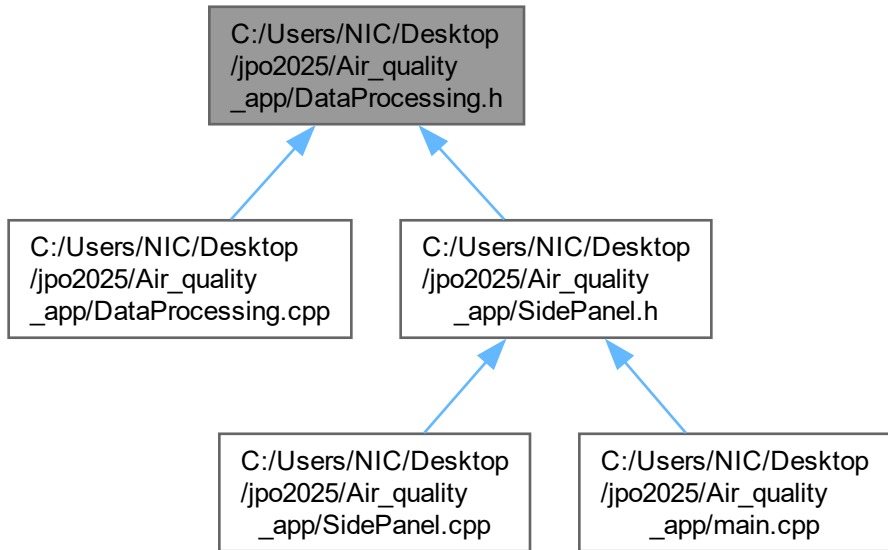 C:/Users/NIC/Desktop
/jpo2025/Air_quality
_app/DataProcessing.h
C:/Users/NIC/Desktop
/jpo2025/Air_quality
_app/DataProcessing.cpp
C:/Users/NIC/Desktop
/jpo2025/Air_quality
_app/SidePanel.h
C:/Users/NIC/Desktop
/jpo2025/Air_quality
_app/SidePanel.cpp
C:/Users/NIC/Desktop
/jpo2025/Air_quality
_app/main.cpp